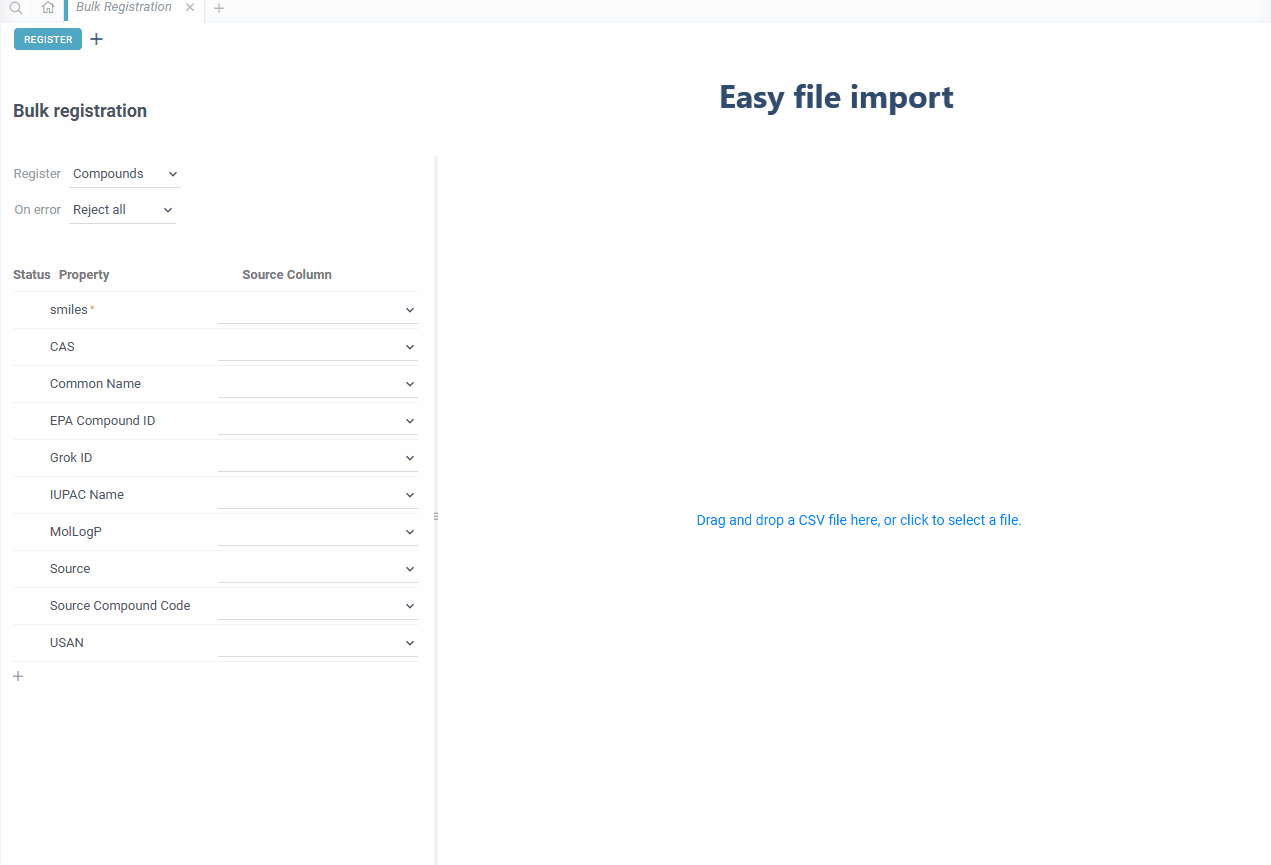 Bulk Registration
REGISTER
Easy file import
Bulk registration
Register Compounds
On error Reject all
Status Property Source Column
smiles*
CAS
Common Name
EPA Compound ID
Grok ID
IUPAC Name
MolLogP
Source
Source Compound Code
USAN
Drag and drop a CSV file here, or click to select a file.